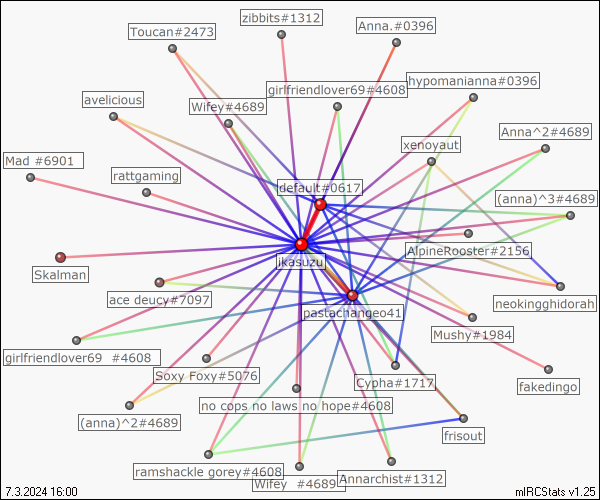 zibbits#1312
Anna.#0396
Toucan#2473
hypomanianna#0396
girlfriendlover69#4608
avelicious
Wifey#4689
Anna^2#4689
xenoyaut
Mad #6901
rattgaming
default#0617
(anna)^3#4689
AlpineRooster#2156
jkasuzu
Skalman
ace deucy#7097
neokingghidorah
pastachangeo41
Mushy#1984
girlfriendlover69  #4608
Soxy Foxy#5076
Cypha#1717
fakedingo
no cops no laws no hope#4608
(anna)^2#4689
frisout
ramshackle gorey#4608
Wifey  #4689
Annarchist#1312
7.3.2024 16:00
mIRCStats v1.25